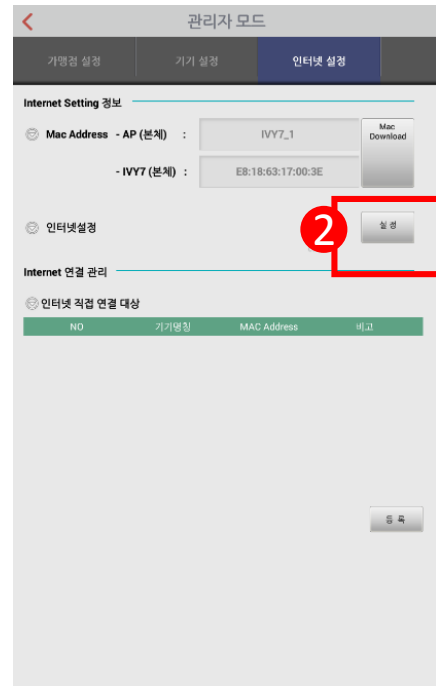 관리자 모드
가맹점 설정 기기 설정 인터넷 설정
Internet Setting 정보
Mac Address - AP (본체) : IVY7_1 Mac
Download
- IVY7 (본체) : E8:18:63:17:00:3E
인터넷설정 2 설 정
Internet 연결 관리
인터넷 직접 연결 대상
NO 기기명칭 MAC Address 비고
등 록